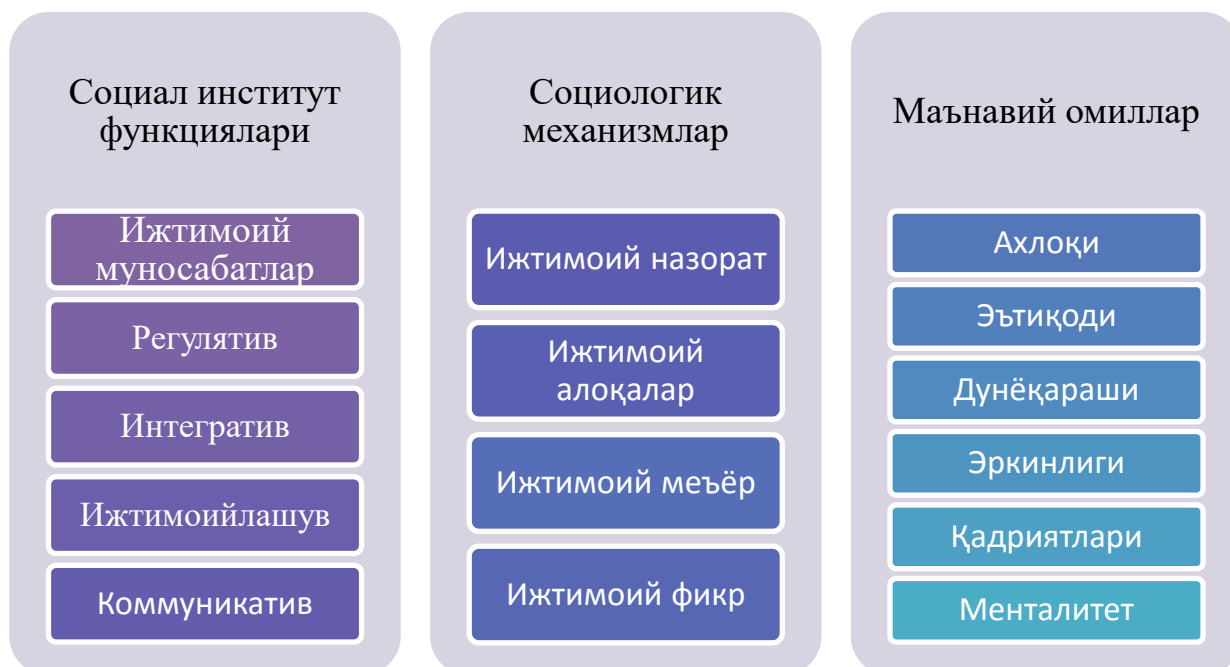 Социал институт
функциялари
Ижтимоий
муносабатлар
Регулятив
Интегратив
Ижтимоийлашув
Коммуникатив
Социологик
механизмлар
Ижтимоий назорат
Ижтимоий
алоқалар
Ижтимоий меъёр
Ижтимоий фикр
Маънавий омиллар
Ахлоқи
Эътиқоди
Дунёқараши
Эркинлиги
Қадриятлари
Менталитет